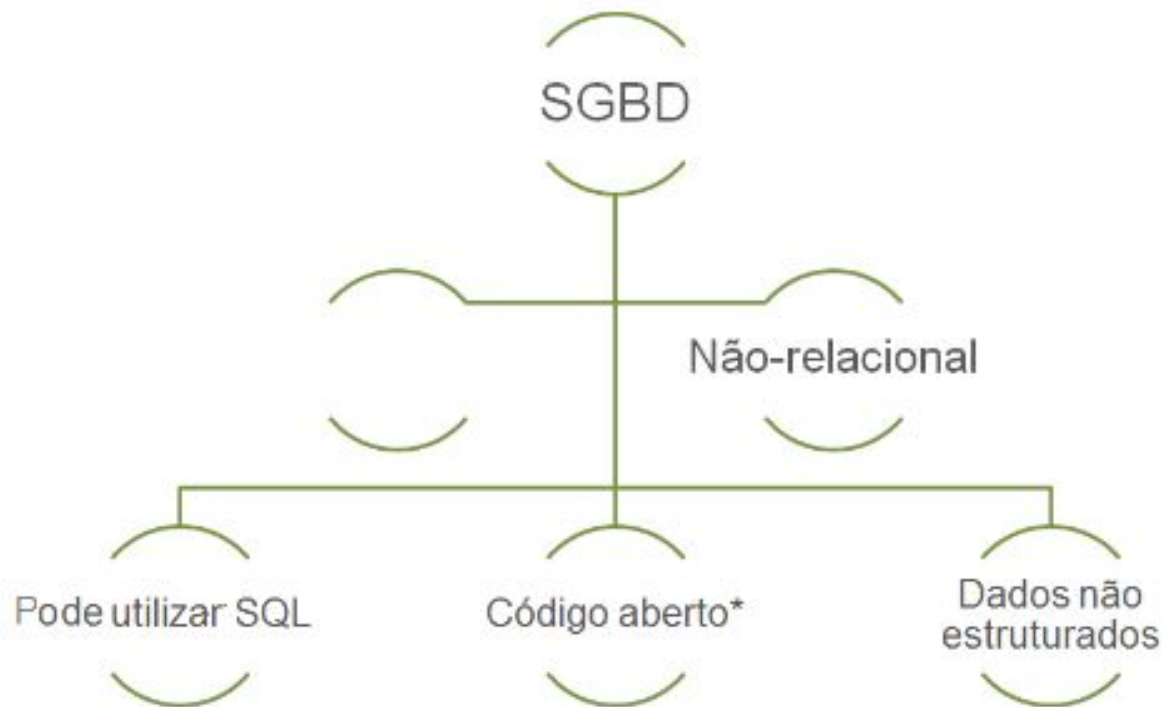 SGBD
Não-relacional
Pode utilizar SQL
Código aberto*
Dados não
estruturados